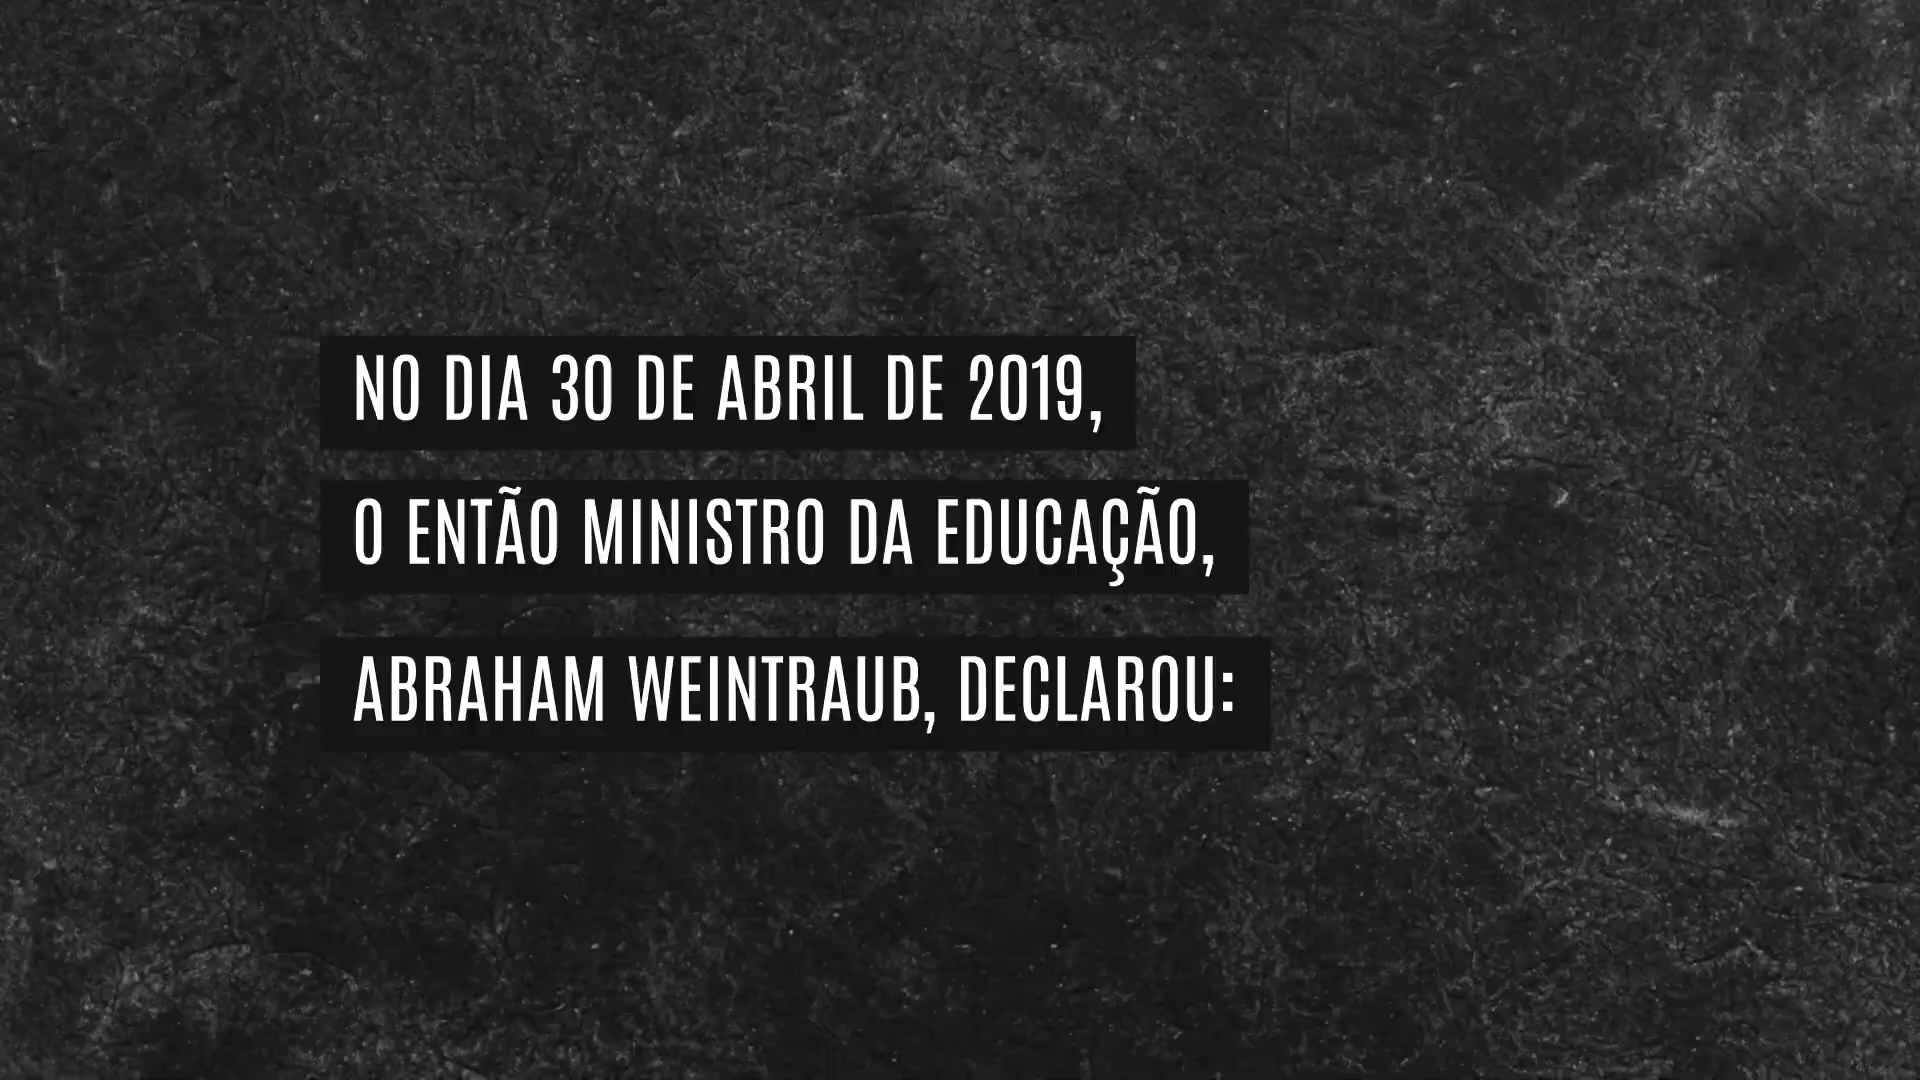 NO DIA 30 DE ABRIL DE 2019,
O ENTÃO MINISTRO DA EDUCAÇÃO,
ABRAHAM WEINTRAUB, DECLAROU: